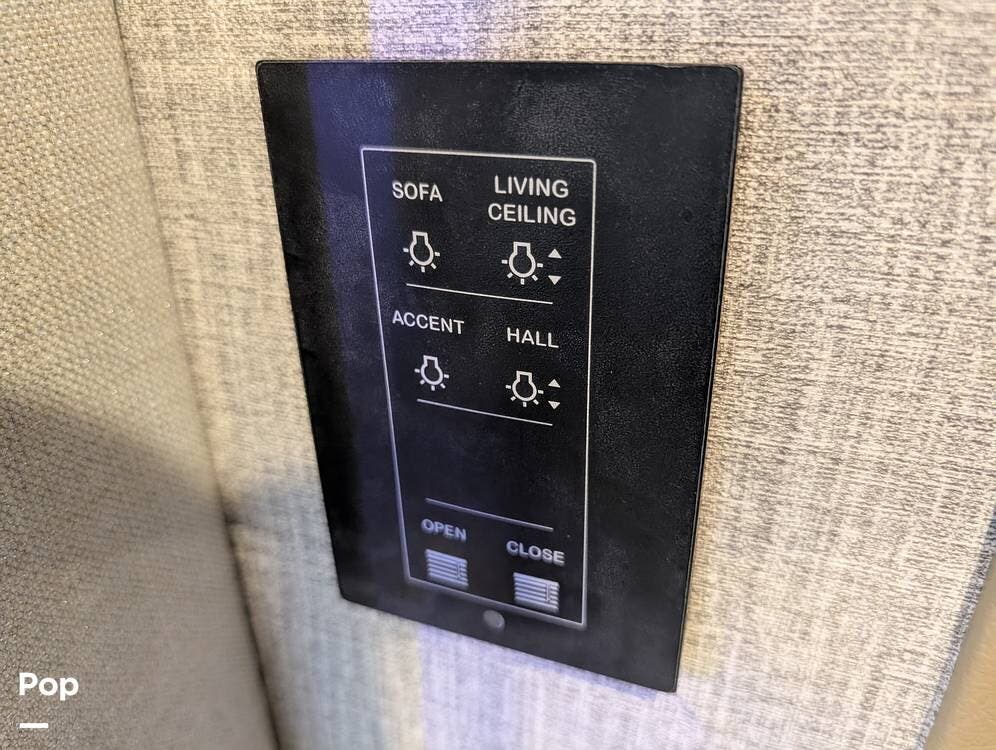 SOFA
LIVING
CEILING
ACCENT
HALL
OPEN
CLOSE
Pop